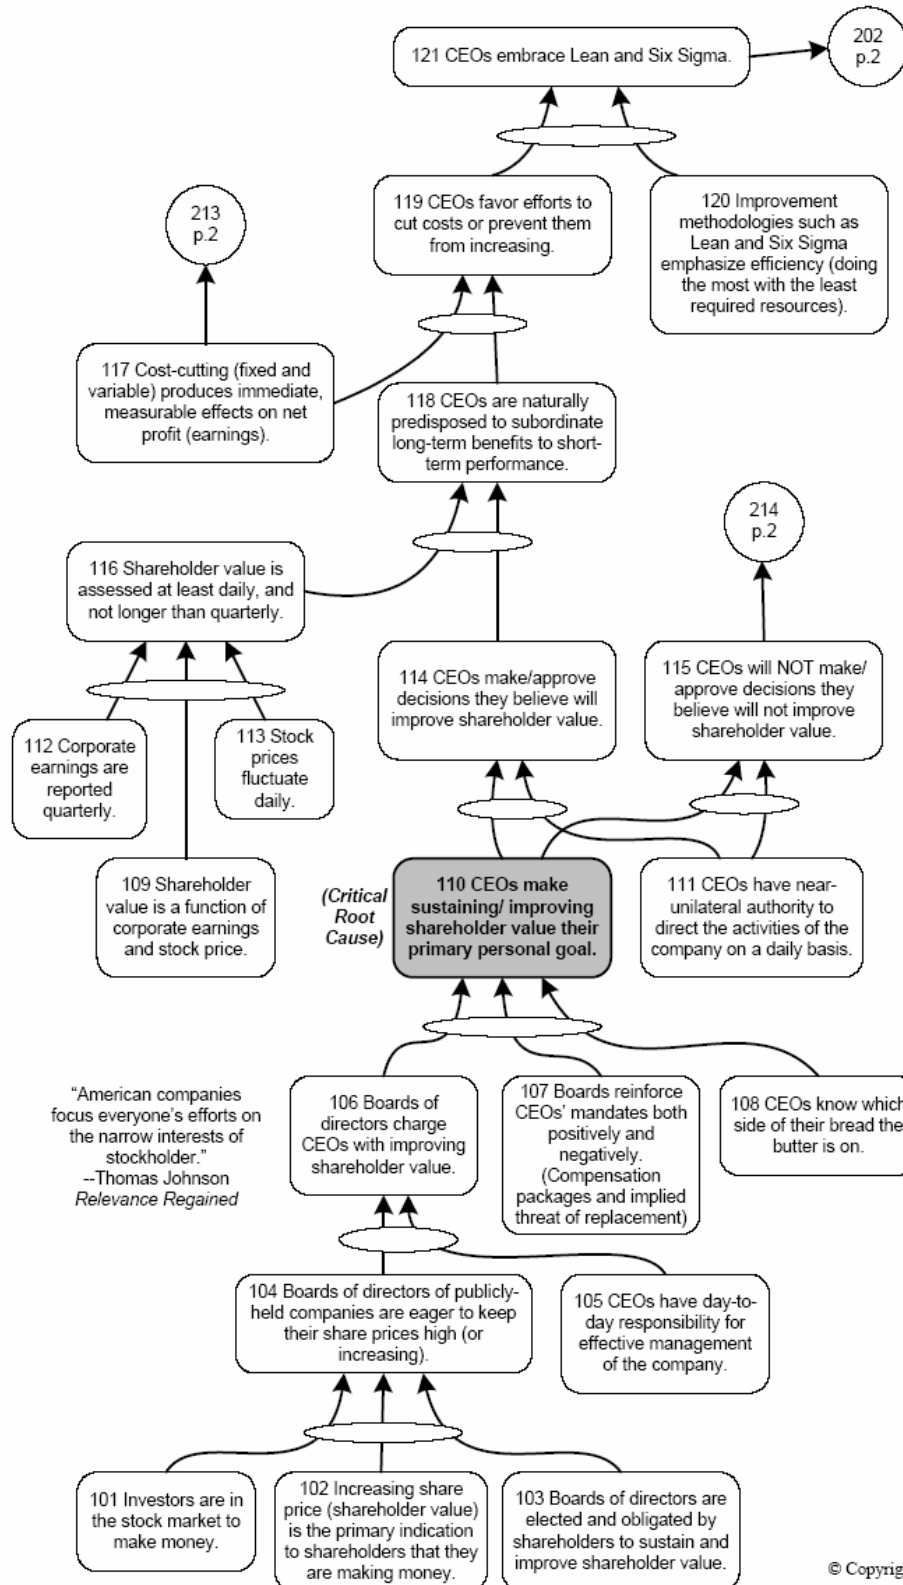 202
p.2
121 CEOs embrace Lean and Six Sigma.
213
p.2
119 CEOs favor efforts to
cut costs or prevent them
from increasing.
120 Improvement
methodologies such as
Lean and Six Sigma
emphasize efficiency (doing
the most with the least
required resources).
117 Cost-cutting (fixed and
variable) produces immediate,
measurable effects on net
profit (earnings).
118 CEOs are naturally
predisposed to subordinate
long-term benefits to short-
term performance.
214
p.2
116 Shareholder value is
assessed at least daily, and
not longer than quarterly.
114 CEOs make/approve
decisions they believe will
improve shareholder value.
115 CEOs will NOT make/
approve decisions they
believe will not improve
shareholder value.
112 Corporate
earnings are
reported
quarterly.
113 Stock
prices
fluctuate
daily.
109 Shareholder
value is a function of
corporate earnings
and stock price.
(Critical
Root
Cause)
110 CEOs make
sustaining/ improving
shareholder value their
primary personal goal.
111 CEOs have near-
unilateral authority to
direct the activities of the
company on a daily basis.
"American companies
focus everyone's efforts on
the narrow interests of
stockholder."
--Thomas Johnson
Relevance Regained
106 Boards of
directors charge
CEOs with improving
shareholder value.
107 Boards reinforce
CEOs' mandates both
positively and
negatively.
(Compensation
packages and implied
threat of replacement)
108 CEOs know which
side of their bread the
butter is on.
104 Boards of directors of publicly-
held companies are eager to keep
their share prices high (or
increasing).
105 CEOs have day-to-
day responsibility for
effective management
of the company.
101 Investors are in
the stock market to
make money.
102 Increasing share
price (shareholder value)
is the primary indication
to shareholders that they
are making money.
103 Boards of directors are
elected and obligated by
shareholders to sustain and
improve shareholder value.
© Copyrig